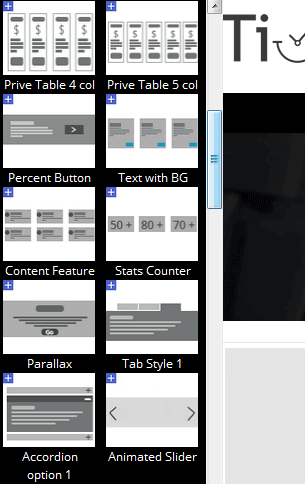 Ti
$ $ $ $
$ $ $ $ $
Prive Table 4 col
Prive Table 5 col
Percent Button
Text with BG
50 + 80 + 70 +
Content Feature
Stats Counter
Go
Parallax
Tab Style 1
Accordion
option 1
Animated Slider